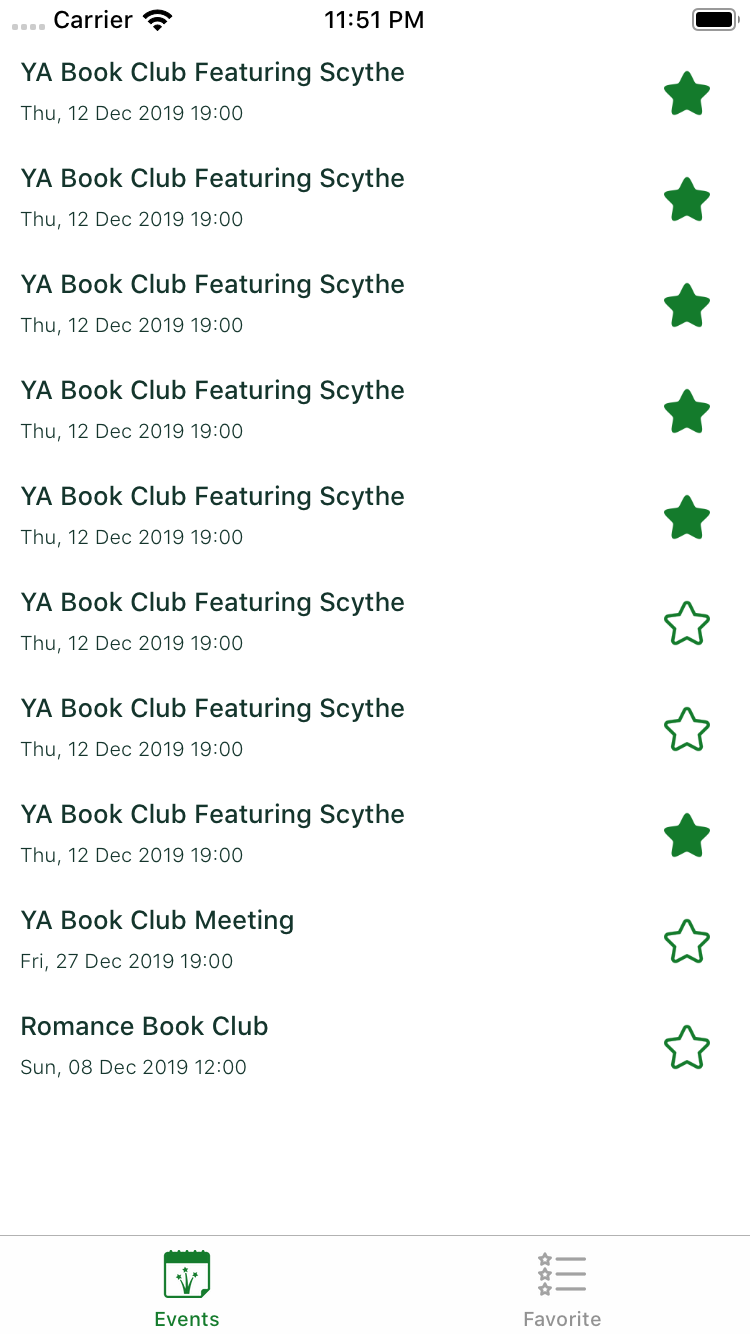 Carrier 11:51 PM
YA Book Club Featuring Scythe
Thu, 12 Dec 2019 19:00
YA Book Club Featuring Scythe
Thu, 12 Dec 2019 19:00
YA Book Club Featuring Scythe
Thu, 12 Dec 2019 19:00
YA Book Club Featuring Scythe
Thu, 12 Dec 2019 19:00
YA Book Club Featuring Scythe
Thu, 12 Dec 2019 19:00
YA Book Club Featuring Scythe
Thu, 12 Dec 2019 19:00
YA Book Club Featuring Scythe
Thu, 12 Dec 2019 19:00
YA Book Club Featuring Scythe
Thu, 12 Dec 2019 19:00
YA Book Club Meeting
Fri, 27 Dec 2019 19:00
Romance Book Club
Sun, 08 Dec 2019 12:00
Events Favorite